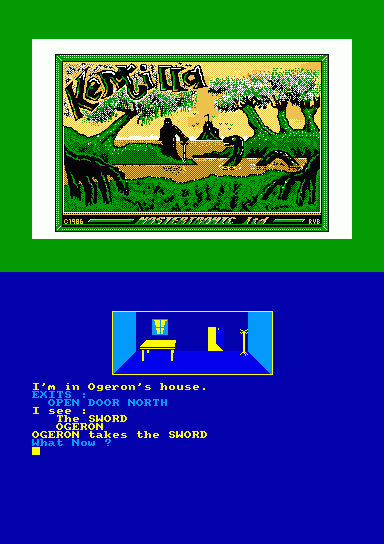 Kentilla
©1986
MASTERTRONIC Ltd
RVB
I'm in Ogeron's house.
EXITS :
OPEN DOOR NORTH
I see :
The SWORD
OGERON
OGERON takes the SWORD
What Now ?